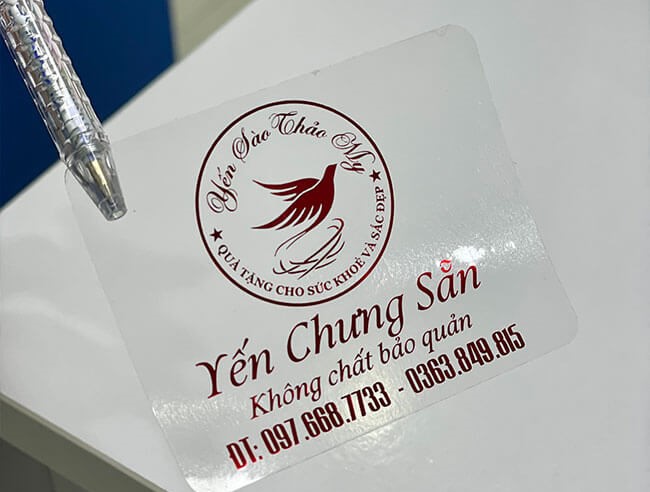 Yến Sào Thảo My
★ QUÀ TẶNG CHO SỨC KHOẺ VÀ SẮC ĐẸP ★
Yến Chưng Sẵn
Không chất bảo quản
ĐT: 097.668.7733 - 0363.849.815